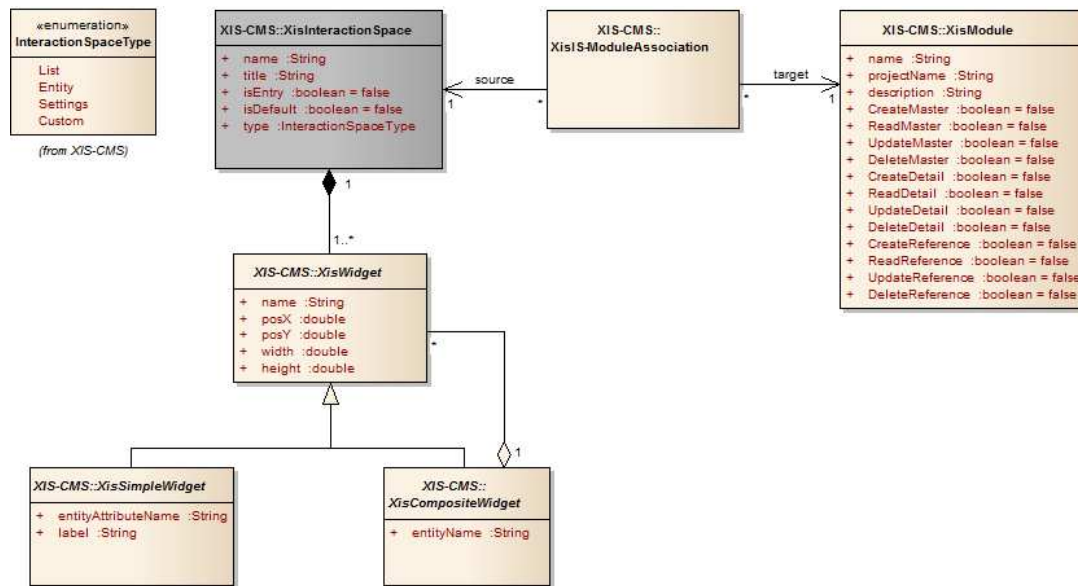 «enumeration»
InteractionSpaceType
List
Entity
Settings
Custom
(from XIS-CMS)
XIS-CMS::XisInteractionSpace
+ name :String
+ title :String
+ isEntry :boolean = false
+ isDefault :boolean = false
+ type :InteractionSpaceType
source
1
*
XIS-CMS::
XisIS-ModuleAssociation
target
*
1
XIS-CMS::XisModule
+ name :String
+ projectName :String
+ description :String
+ CreateMaster :boolean = false
+ ReadMaster :boolean = false
+ UpdateMaster :boolean = false
+ DeleteMaster :boolean = false
+ CreateDetail :boolean = false
+ ReadDetail :boolean = false
+ UpdateDetail :boolean = false
+ DeleteDetail :boolean = false
+ CreateReference :boolean = false
+ ReadReference :boolean = false
+ UpdateReference :boolean = false
+ DeleteReference :boolean = false
1
1..*
XIS-CMS::XisWidget
+ name :String
+ posX :double
+ posY :double
+ width :double
+ height :double
*
1
XIS-CMS::XisSimpleWidget
+ entityAttributeName :String
+ label :String
XIS-CMS::
XisCompositeWidget
+ entityName :String